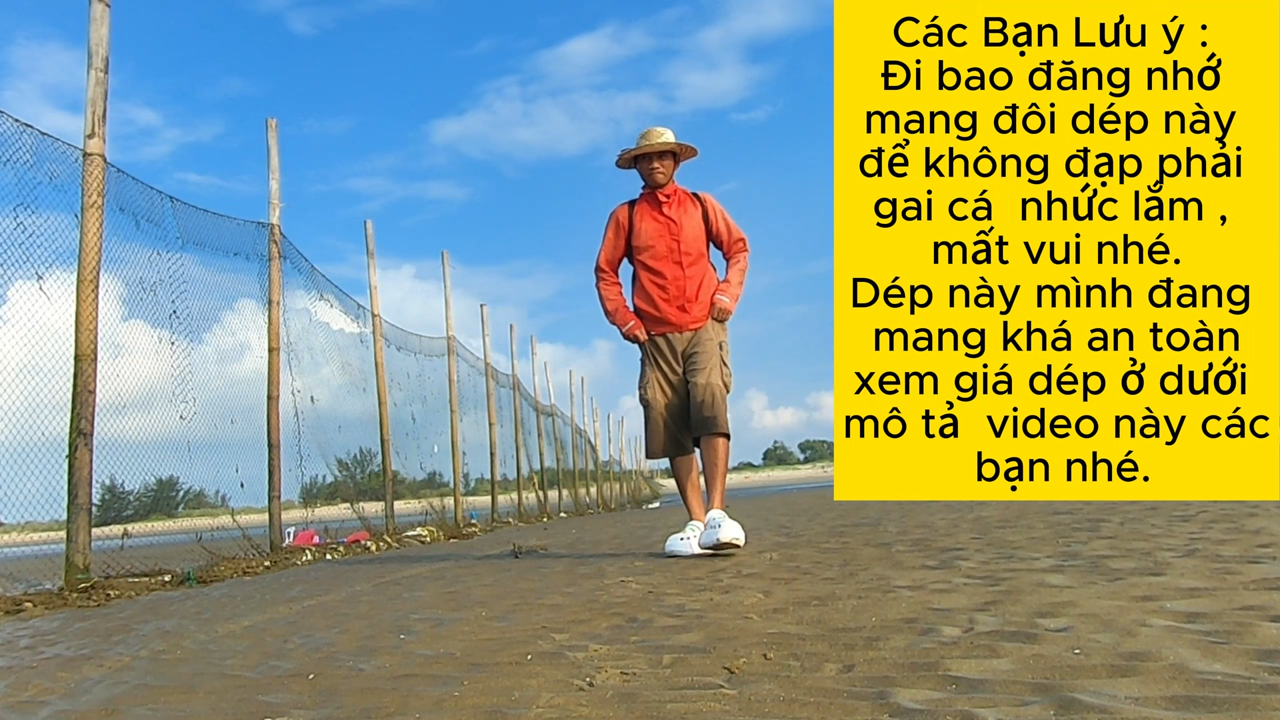 Các Bạn Lưu ý :
Đi bao đăng nhớ
mang đôi dép này
để không đạp phải
gai cá nhức lắm ,
mất vui nhé.
Dép này mình đang
mang khá an toàn
xem giá dép ở dưới
mô tả video này các
bạn nhé.